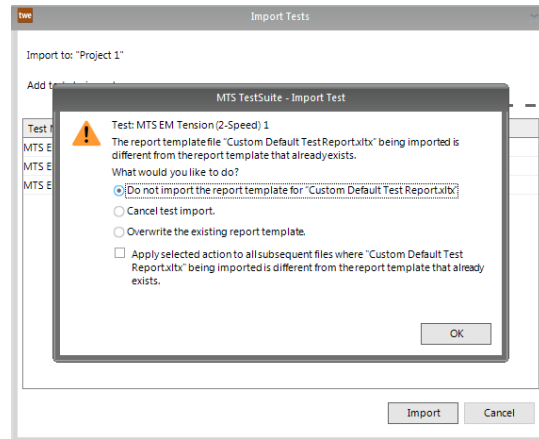 twe
Import Tests
Import to: "Project 1"
MTS TestSuite - Import Test
Test: MTS EM Tension (2-Speed) 1
The report template file "Custom Default Test Report.xltx" being imported is
different from the report template that already exists.
What would you like to do?
Do not import the report template for "Custom Default Test Report.xltx"
Cancel test import.
Overwrite the existing report template.
Apply selected action to all subsequent files where "Custom Default Test
Report.xltx" being imported is different from the report template that already
exists.
OK
Add
Test
MTS E
MTS E
MTS E
Import
Cancel